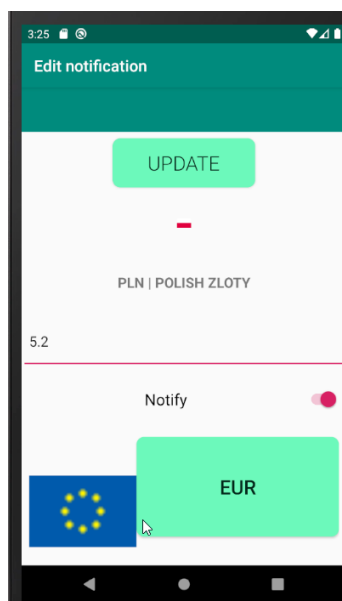 3:25
Edit notification
UPDATE
-
PLN | POLISH ZLOTY
5.2
Notify
EUR